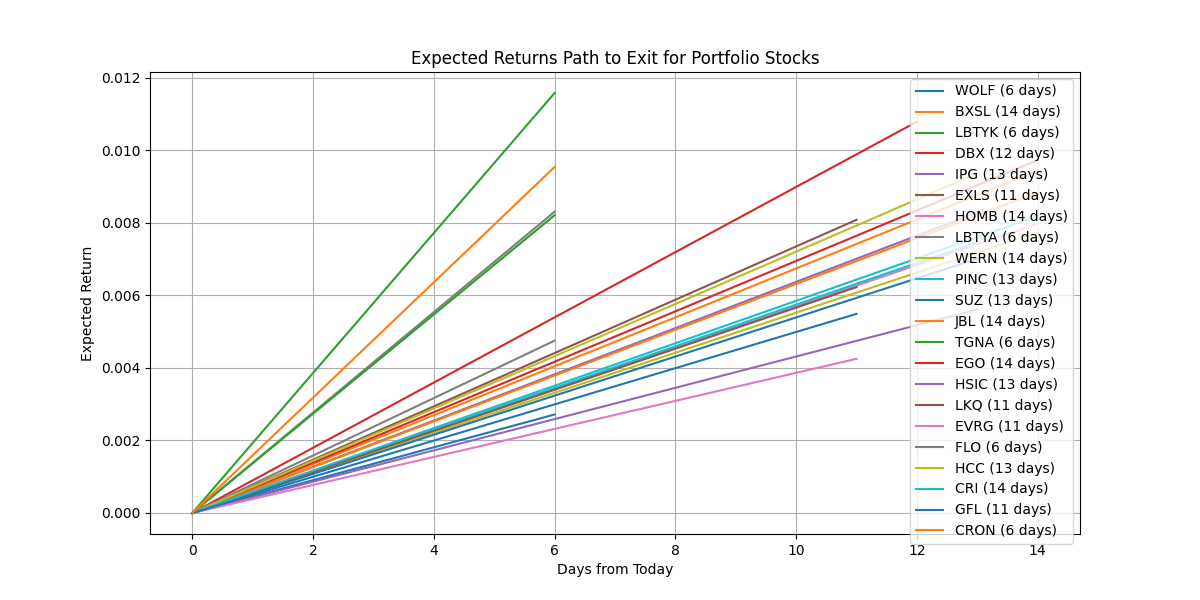 Expected Returns Path to Exit for Portfolio Stocks
Expected Return
0.012
0.010
0.008
0.006
0.004
0.002
0.000
0
2
4
6
8
10
12
14
Days from Today
WOLF (6 days)
BXSL (14 days)
LBTYK (6 days)
DBX (12 days)
IPG (13 days)
EXLS (11 days)
HOMB (14 days)
LBTYA (6 days)
WERN (14 days)
PINC (13 days)
SUZ (13 days)
JBL (14 days)
TGNA (6 days)
EGO (14 days)
HSIC (13 days)
LKQ (11 days)
EVRG (11 days)
FLO (6 days)
HCC (13 days)
CRI (14 days)
GFL (11 days)
CRON (6 days)